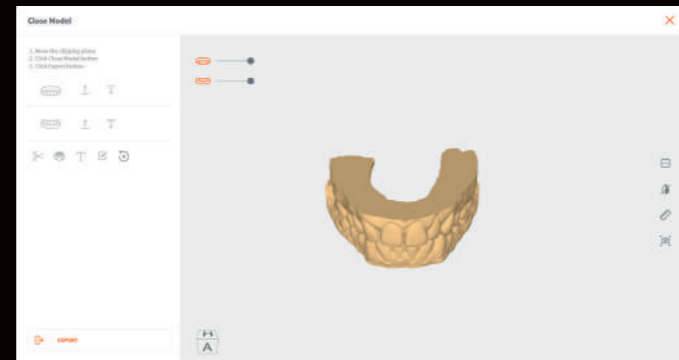 Close Model
1. Move the clipping plane
2. Click Close Model button
3. Click Export button
T
EXPORT
H
A